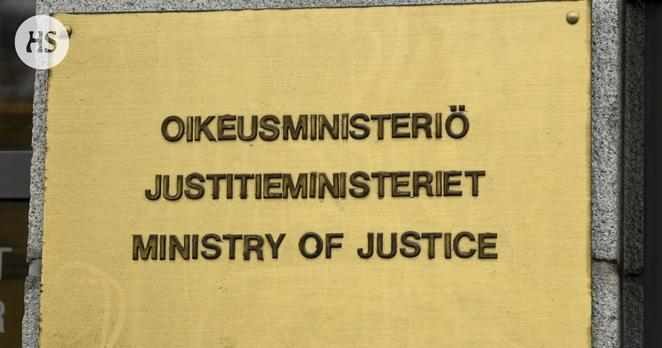 HS
OIKEUSMINISTERIÖ
JUSTITIEMINISTERIET
MINISTRY OF JUSTICE